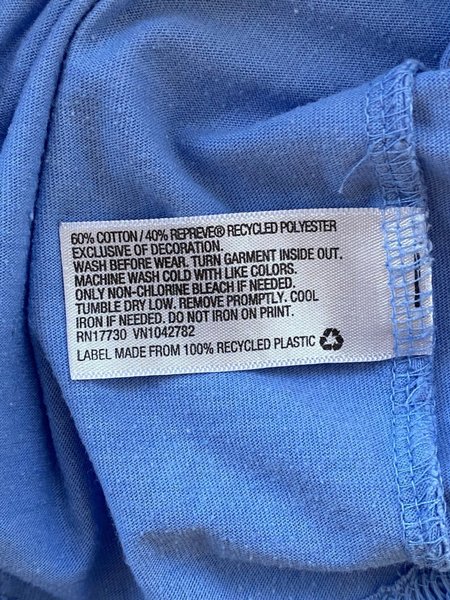 60% COTTON / 40% REPREVE® RECYCLED POLYESTER
EXCLUSIVE OF DECORATION.
WASH BEFORE WEAR. TURN GARMENT INSIDE OUT.
MACHINE WASH COLD WITH LIKE COLORS.
ONLY NON-CHLORINE BLEACH IF NEEDED.
TUMBLE DRY LOW. REMOVE PROMPTLY. COOL
IRON IF NEEDED. DO NOT IRON ON PRINT.
RN17730 VN1042782
LABEL MADE FROM 100% RECYCLED PLASTIC